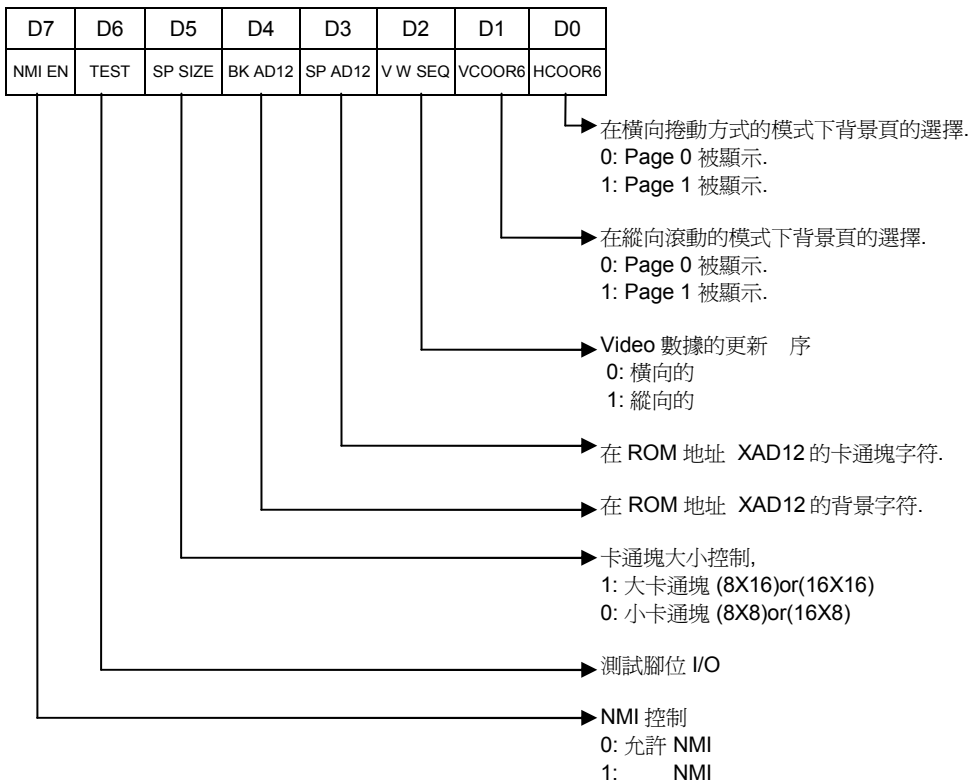 D7 D6 D5 D4 D3 D2 D1 D0
NMI EN TEST SP SIZE BK AD12 SP AD12 V W SEQ VCOOR6 HCOOR6
在橫向捲動方式的模式下背景頁的選擇.
0: Page 0 被顯示.
1: Page 1 被顯示.
在縱向滾動的模式下背景頁的選擇.
0: Page 0 被顯示.
1: Page 1 被顯示.
Video 數據的更新 序
0: 橫向的
1: 縱向的
在 ROM 地址 XAD12 的卡通塊字符.
在 ROM 地址 XAD12 的背景字符.
卡通塊大小控制,
1: 大卡通塊 (8X16)or(16X16)
0: 小卡通塊 (8X8)or(16X8)
測試腳位 I/O
NMI 控制
0: 允許 NMI
1: NMI